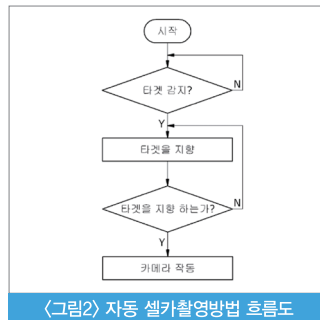 시작
타겟 감지?
N
Y
타겟을 지향
타겟을 지향 하는가?
N
Y
카메라 작동
<그림2> 자동 셀카촬영방법 흐름도